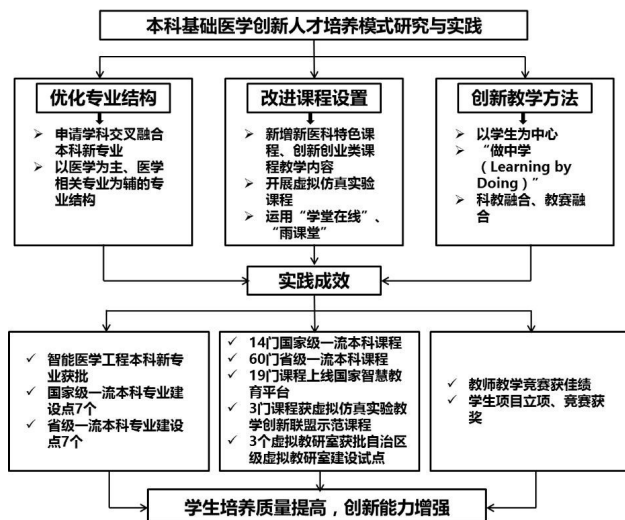 本科基础医学创新人才培养模式研究与实践
优化专业结构
申请学科交叉融合
本科新专业
以医学为主、医学
相关专业为辅的专
业结构
改进课程设置
新增新医科特色课
程、创新创业类课
程教学内容
开展虚拟仿真实验
课程
运用“学堂在线”、
“雨课堂”
创新教学方法
以学生为中心
“做中学
（Learning by
Doing）”
科教融合、教赛融
合
实践成效
智能医学工程本科新专
业获批
国家级一流本科专业建
设点7个
省级一流本科专业建设
点7个
14门国家级一流本科课程
60门省级一流本科课程
19门课程上线国家智慧教
育平台
3门课程获虚拟仿真实验教
学创新联盟示范课程
3个虚拟教研室获批自治区
级虚拟教研室建设试点
教师教学竞赛获佳绩
学生项目立项、竞赛获
奖
学生培养质量提高，创新能力增强